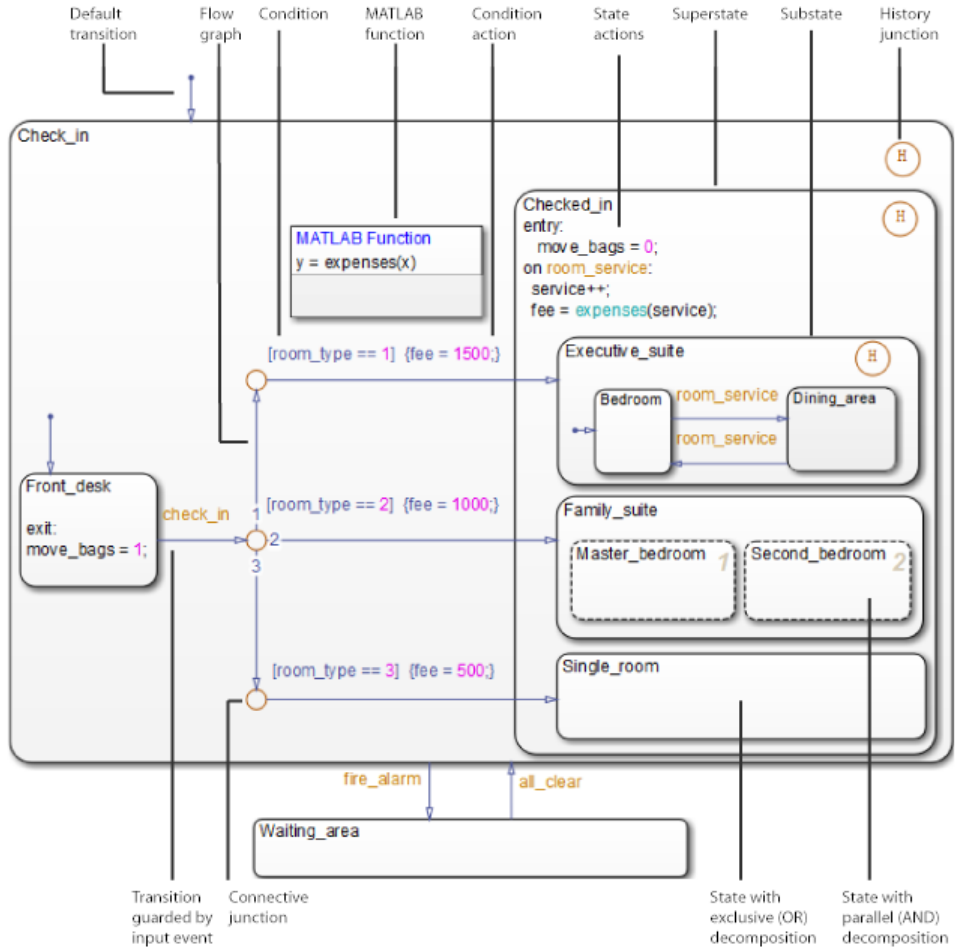 Default transition
Flow graph
Condition
MATLAB function
Condition action
State actions
Superstate
Substate
History junction
Check_in
H
MATLAB Function
y = expenses(x)
Checked_in
H
entry:
move_bags = 0;
on room_service:
service++;
fee = expenses(service);
[room_type == 1] {fee = 1500;}
Executive_suite
H
Bedroom
room_service
Dining_area
room_service
Front_desk
exit:
move_bags = 1;
check_in
1
2
3
[room_type == 2] {fee = 1000;}
Family_suite
Master_bedroom 1
Second_bedroom 2
[room_type == 3] {fee = 500;}
Single_room
fire_alarm
all_clear
Waiting_area
Transition guarded by input event
Connective junction
State with exclusive (OR) decomposition
State with parallel (AND) decomposition